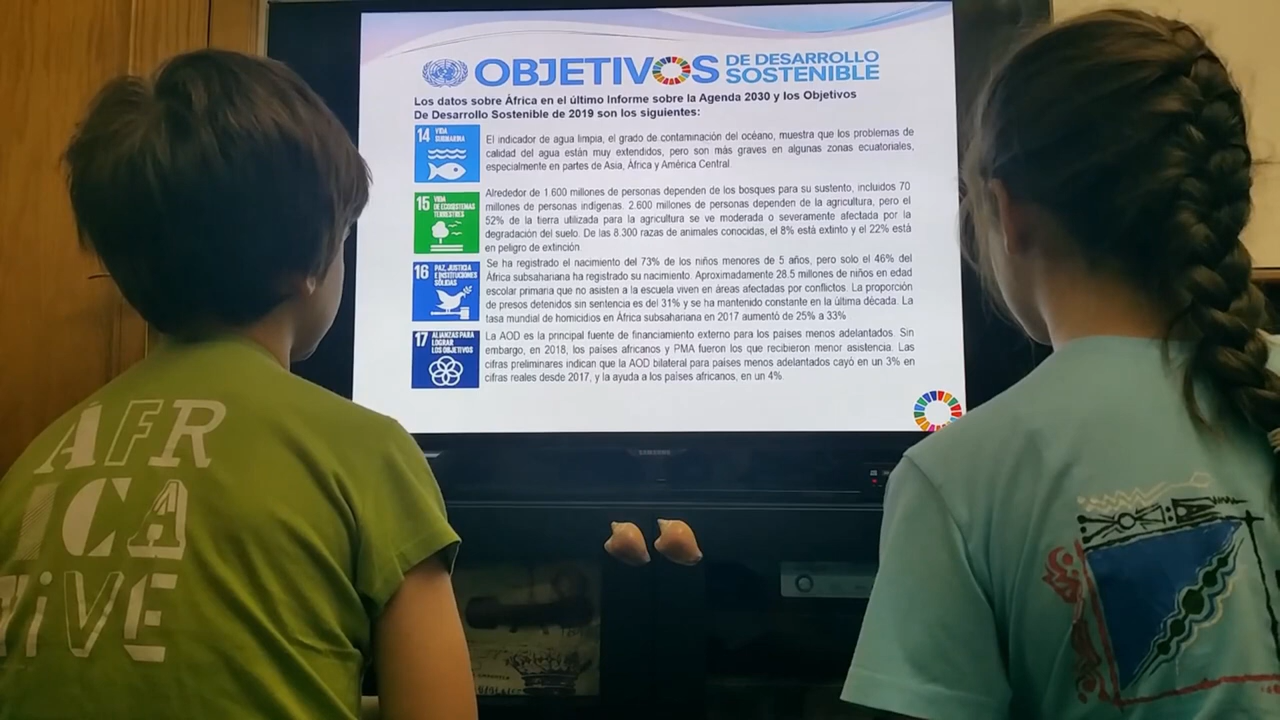 OBJETIVOS DE DESARROLLO
SOSTENIBLE
Los datos sobre África en el último Informe sobre la Agenda 2030 y los Objetivos
De Desarrollo Sostenible de 2019 son los siguientes:
14 VIDA
SUBMARINA
El indicador de agua limpia, el grado de contaminación del océano, muestra que los problemas de
calidad del agua están muy extendidos, pero son más graves en algunas zonas ecuatoriales,
especialmente en partes de Asia, África y América Central.
15 VIDA
DE ECOSISTEMAS
TERRESTRES
Alrededor de 1.600 millones de personas dependen de los bosques para su sustento, incluidos 70
millones de personas indígenas. 2.600 millones de personas dependen de la agricultura, pero el
52% de la tierra utilizada para la agricultura se ve moderada o severamente afectada por la
degradación del suelo. De las 8.300 razas de animales conocidas, el 8% está extinto y el 22% está
en peligro de extinción.
16 PAZ, JUSTICIA
E INSTITUCIONES
SÓLIDAS
Se ha registrado el nacimiento del 73% de los niños menores de 5 años, pero solo el 46% del
África subsahariana ha registrado su nacimiento. Aproximadamente 28.5 millones de niños en edad
escolar primaria que no asisten a la escuela viven en áreas afectadas por conflictos. La proporción
de presos detenidos sin sentencia es del 31% y se ha mantenido constante en la última década. La
tasa mundial de homicidios en África subsahariana en 2017 aumentó de 25% a 33%
17 ALIANZAS PARA
LOGRAR
LOS OBJETIVOS
La AOD es la principal fuente de financiamiento externo para los países menos adelantados. Sin
embargo, en 2018, los países africanos y PMA fueron los que recibieron menor asistencia. Las
cifras preliminares indican que la AOD bilateral para países menos adelantados cayó en un 3% en
cifras reales desde 2017, y la ayuda a los países africanos, en un 4%.
SAMSUNG
AFR
ICA
TiVE